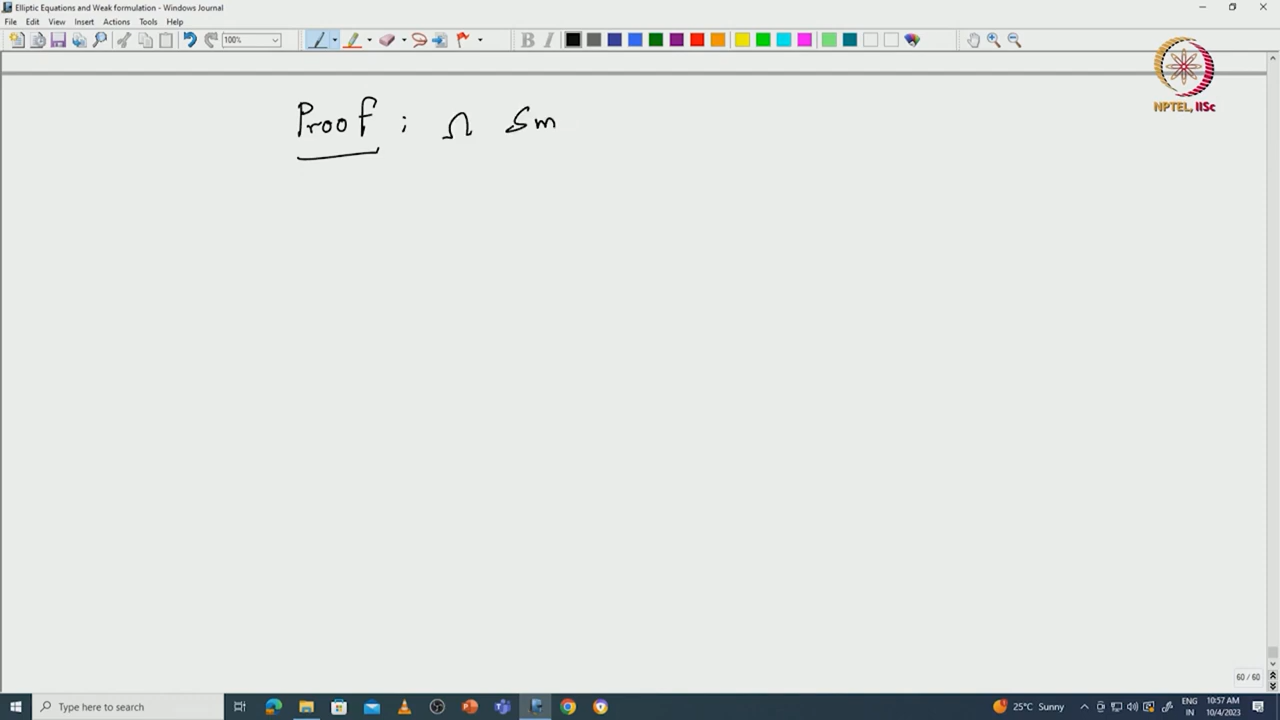 Elliptic Equations and Weak formulation - Windows Journal
File Edit View Insert Actions Tools Help
100%
B I
NPTEL, IISc
Proof : Ω Sm
60 / 60
Type here to search
25°C Sunny
ENG
IN
10:57 AM
10/4/2023